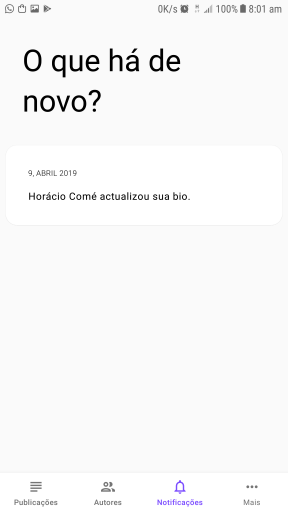 0K/s 100% 8:01 am
O que há de
novo?
9, ABRIL 2019
Horácio Comé actualizou sua bio.
Publicações Autores Notificações Mais